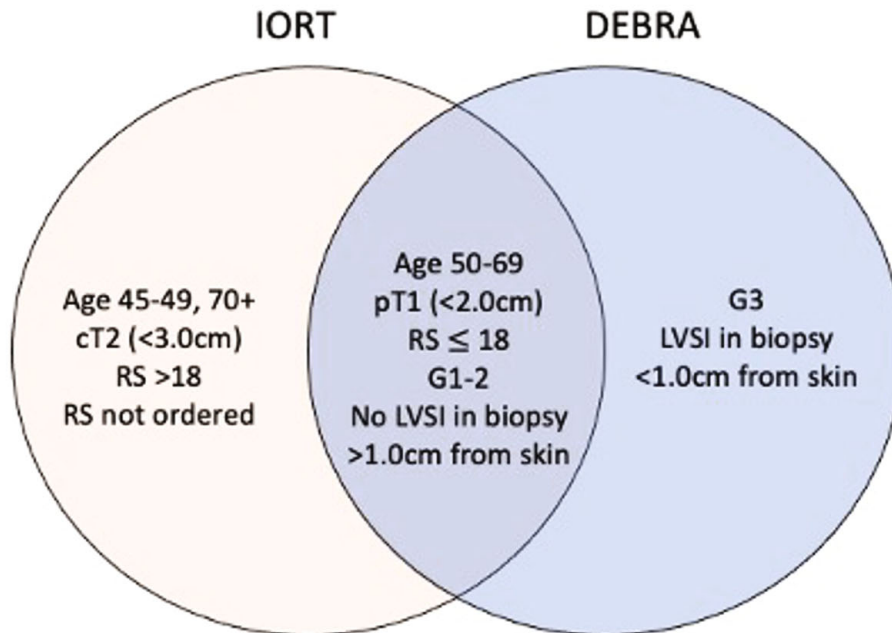 IORT
DEBRA
Age 45-49, 70+
cT2 (<3.0cm)
RS >18
RS not ordered
Age 50-69
pT1 (<2.0cm)
RS ≤ 18
G1-2
No LVSI in biopsy
>1.0cm from skin
G3
LVSI in biopsy
<1.0cm from skin